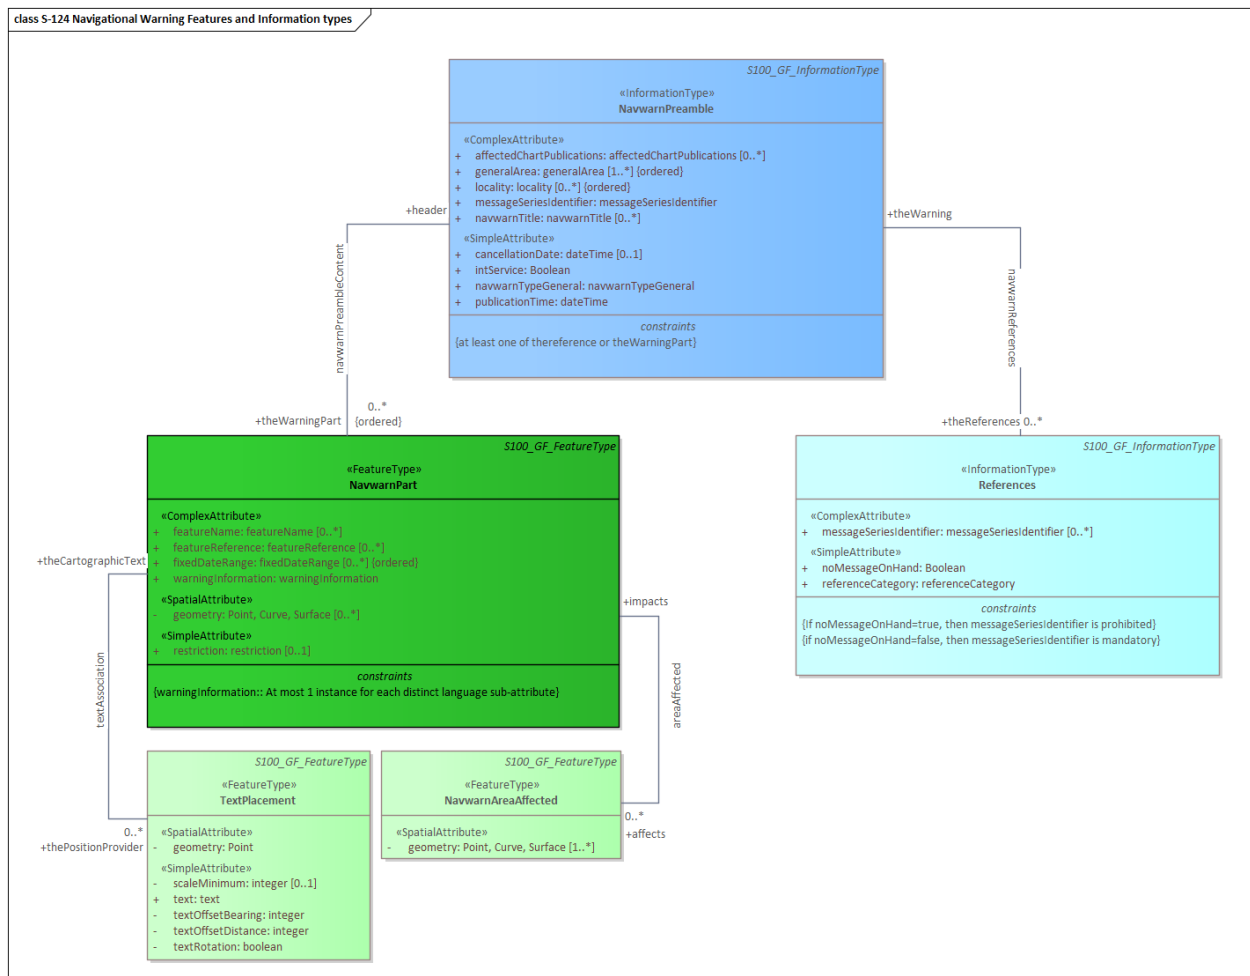 class S-124 Navigational Warning Features and Information types
S100_GF_InformationType
«InformationType»
NavwarnPreamble
«ComplexAttribute»
+ affectedChartPublications: affectedChartPublications [0..*]
+ generalArea: generalArea [1..*] {ordered}
+ locality: locality [0..*] {ordered}
+ messageSeriesIdentifier: messageSeriesIdentifier
+ navwarnTitle: navwarnTitle [0..*]
«SimpleAttribute»
+ cancellationDate: dateTime [0..1]
+ intService: Boolean
+ navwarnTypeGeneral: navwarnTypeGeneral
+ publicationTime: dateTime
constraints
{at least one of thereference or theWarningPart}
+header
+theWarning
navwarnPreambleContent
navwarnReferences
+theWarningPart
0..*
{ordered}
+theReferences 0..*
S100_GF_FeatureType
«FeatureType»
NavwarnPart
«ComplexAttribute»
+ featureName: featureName [0..*]
+ featureReference: featureReference [0..*]
+ fixedDateRange: fixedDateRange [0..*] {ordered}
+ warningInformation: warningInformation
«SpatialAttribute»
- geometry: Point, Curve, Surface [0..*]
«SimpleAttribute»
+ restriction: restriction [0..1]
constraints
{warningInformation:: At most 1 instance for each distinct language sub-attribute}
S100_GF_InformationType
«InformationType»
References
«ComplexAttribute»
+ messageSeriesIdentifier: messageSeriesIdentifier [0..*]
«SimpleAttribute»
+ noMessageOnHand: Boolean
+ referenceCategory: referenceCategory
constraints
{If noMessageOnHand=true, then messageSeriesIdentifier is prohibited}
{if noMessageOnHand=false, then messageSeriesIdentifier is mandatory}
+theCartographicText
textAssociation
0..*
+thePositionProvider
+impacts
areaAffected
0..*
+affects
S100_GF_FeatureType
«FeatureType»
TextPlacement
«SpatialAttribute»
- geometry: Point
«SimpleAttribute»
- scaleMinimum: integer [0..1]
+ text: text
- textOffsetBearing: integer
- textOffsetDistance: integer
- textRotation: boolean
S100_GF_FeatureType
«FeatureType»
NavwarnAreaAffected
«SpatialAttribute»
- geometry: Point, Curve, Surface [1..*]